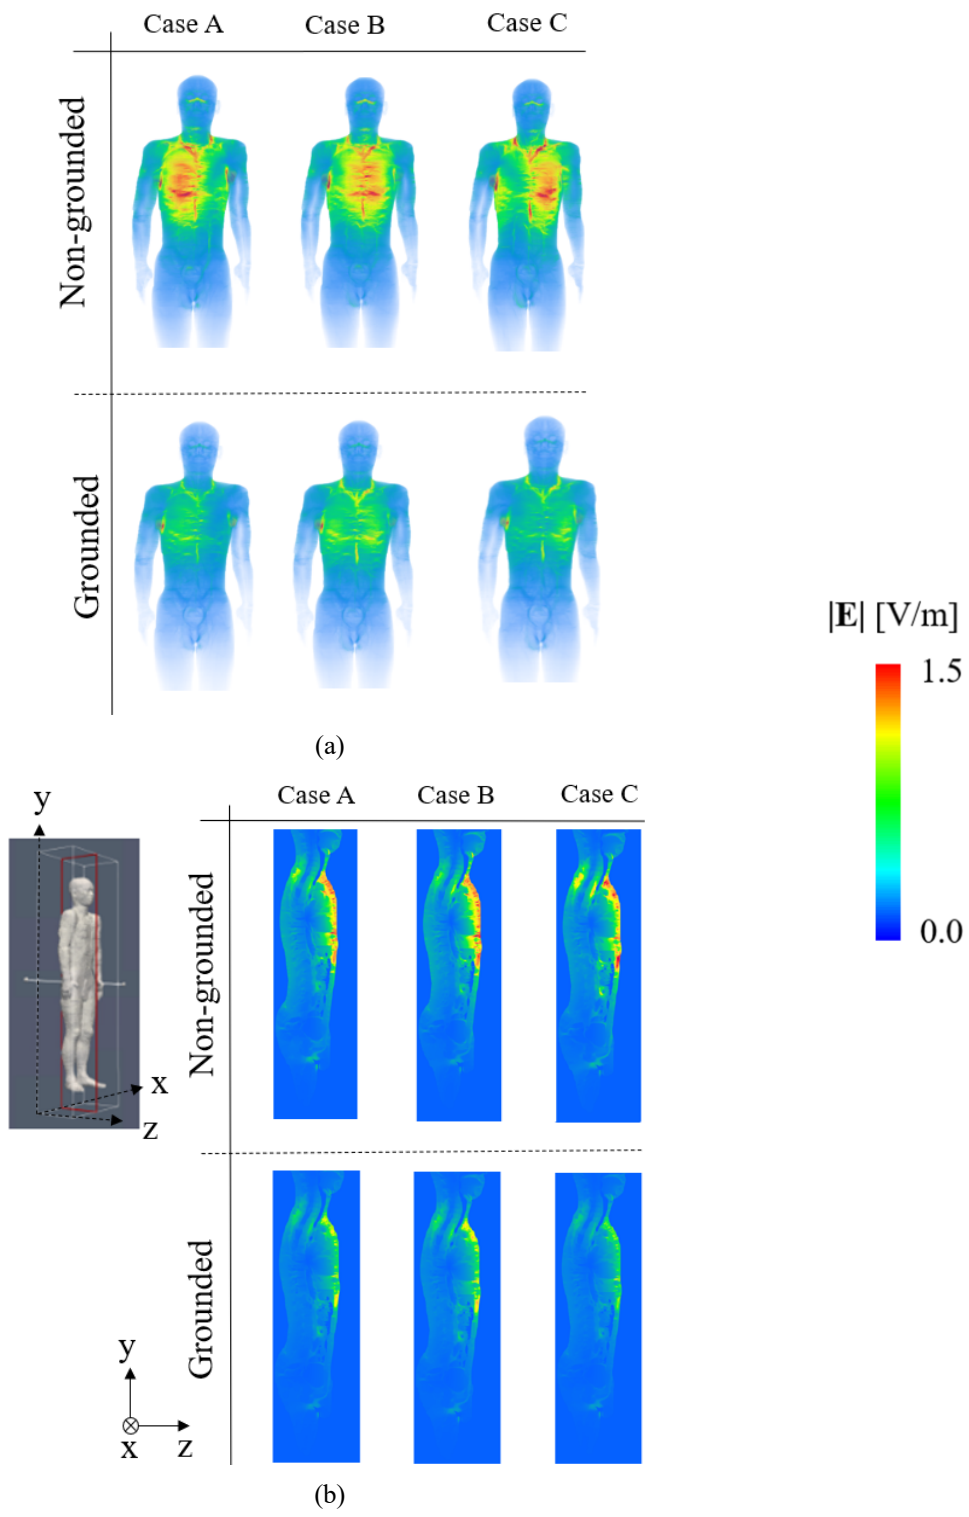 Case A Case B Case C
Non-grounded
Grounded
|E| [V/m]
1.5
0.0
(a)
Case A Case B Case C
y
x
z
Non-grounded
Grounded
y
x z
(b)